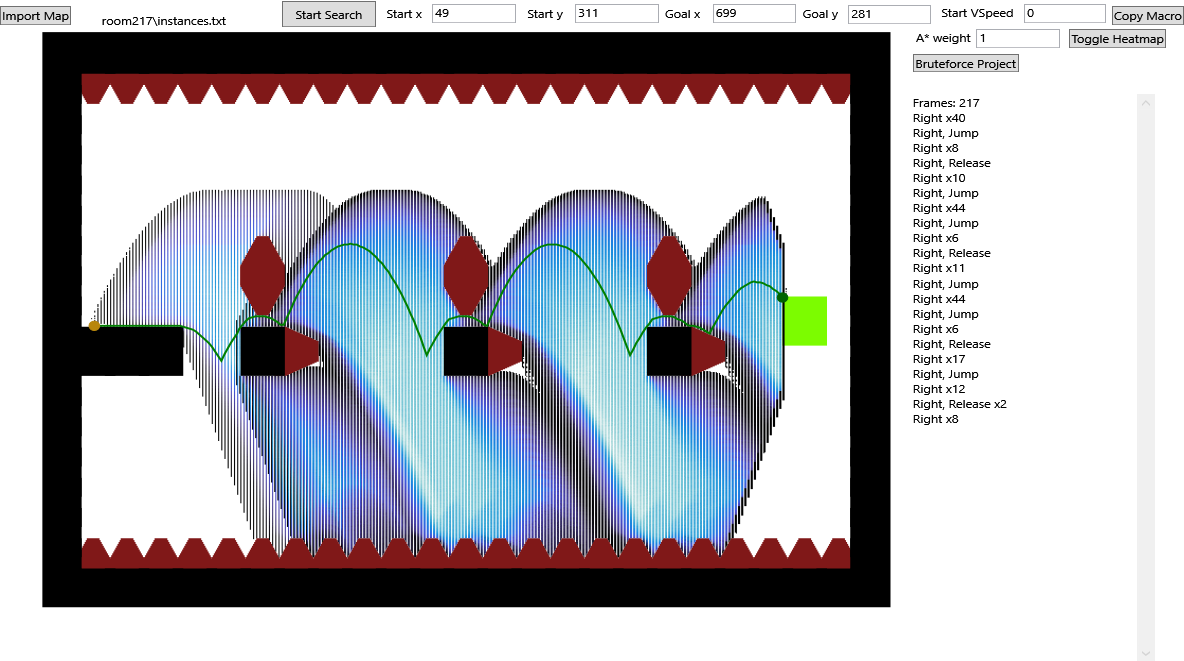 Import Map
room217\instances.txt
Start Search
Start x 49
Start y 311
Goal x 699
Goal y 281
Start VSpeed 0
Copy Macro
A* weight 1
Toggle Heatmap
Bruteforce Project
Frames: 217
Right x40
Right, Jump
Right x8
Right, Release
Right x10
Right, Jump
Right x44
Right, Jump
Right x6
Right, Release
Right x11
Right, Jump
Right x44
Right, Jump
Right x6
Right, Release
Right x17
Right, Jump
Right x12
Right, Release x2
Right x8